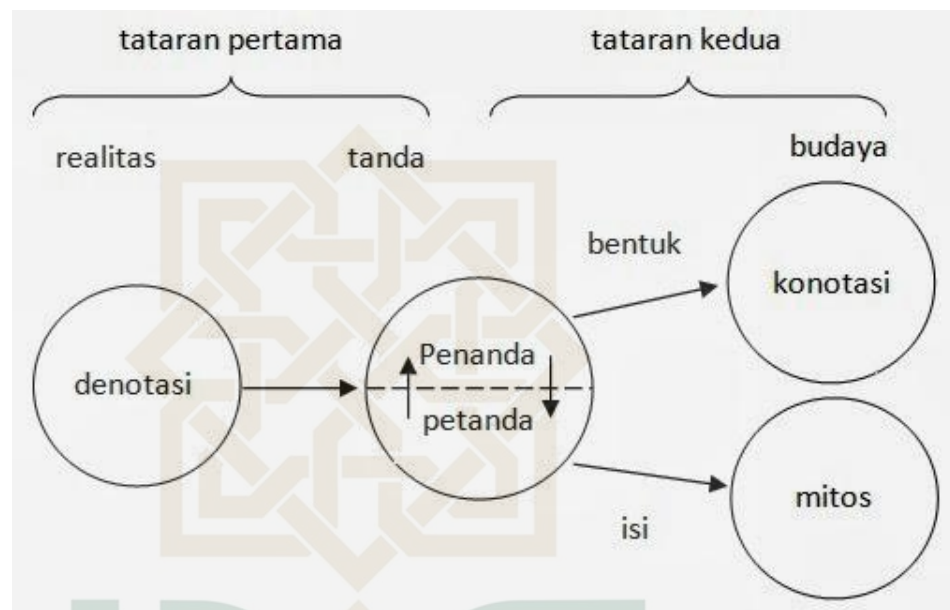 tataran pertama
tataran kedua
realitas
tanda
budaya
bentuk
konotasi
denotasi
Penanda
petanda
isi
mitos